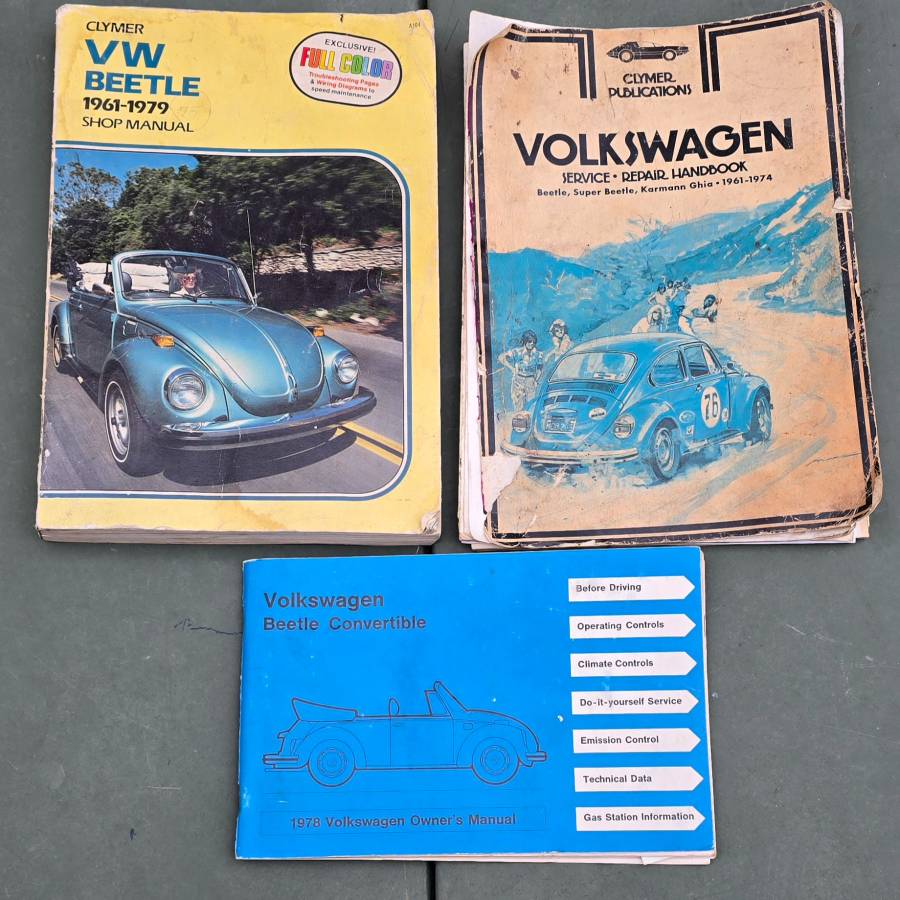 CLYMER
VW
BEETLE
1961-1979
SHOP MANUAL
A104
EXCLUSIVE!
FULL COLOR
Troubleshooting Pages
& Wiring Diagrams to
speed maintenance
CLYMER
PUBLICATIONS
VOLKSWAGEN
SERVICE • REPAIR HANDBOOK
Beetle, Super Beetle, Karmann Ghia • 1961-1974
76
Volkswagen
Beetle Convertible
1978 Volkswagen Owner's Manual
Before Driving
Operating Controls
Climate Controls
Do-it-yourself Service
Emission Control
Technical Data
Gas Station Information